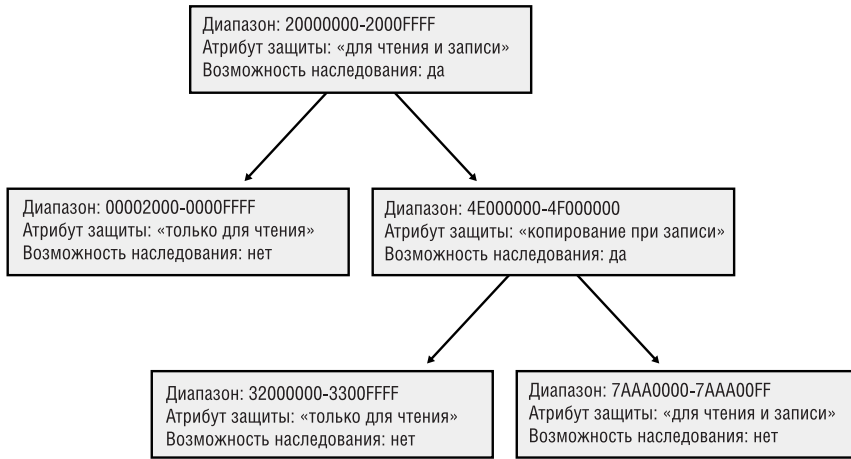 Диапазон: 20000000-2000FFFF
Атрибут защиты: «для чтения и записи»
Возможность наследования: да
Диапазон: 00002000-0000FFFF
Атрибут защиты: «только для чтения»
Возможность наследования: нет
Диапазон: 4E000000-4F000000
Атрибут защиты: «копирование при записи»
Возможность наследования: да
Диапазон: 32000000-3300FFFF
Атрибут защиты: «только для чтения»
Возможность наследования: нет
Диапазон: 7AAA0000-7AAA00FF
Атрибут защиты: «для чтения и записи»
Возможность наследования: нет